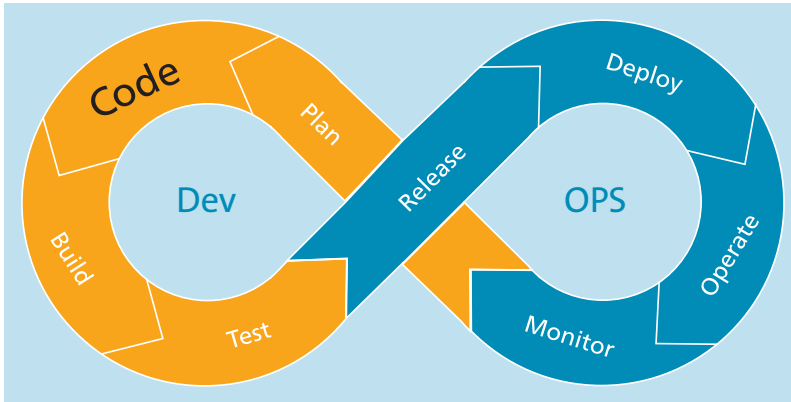 Plan
Code
Build
Test
Release
Deploy
Operate
Monitor
Dev
OPS